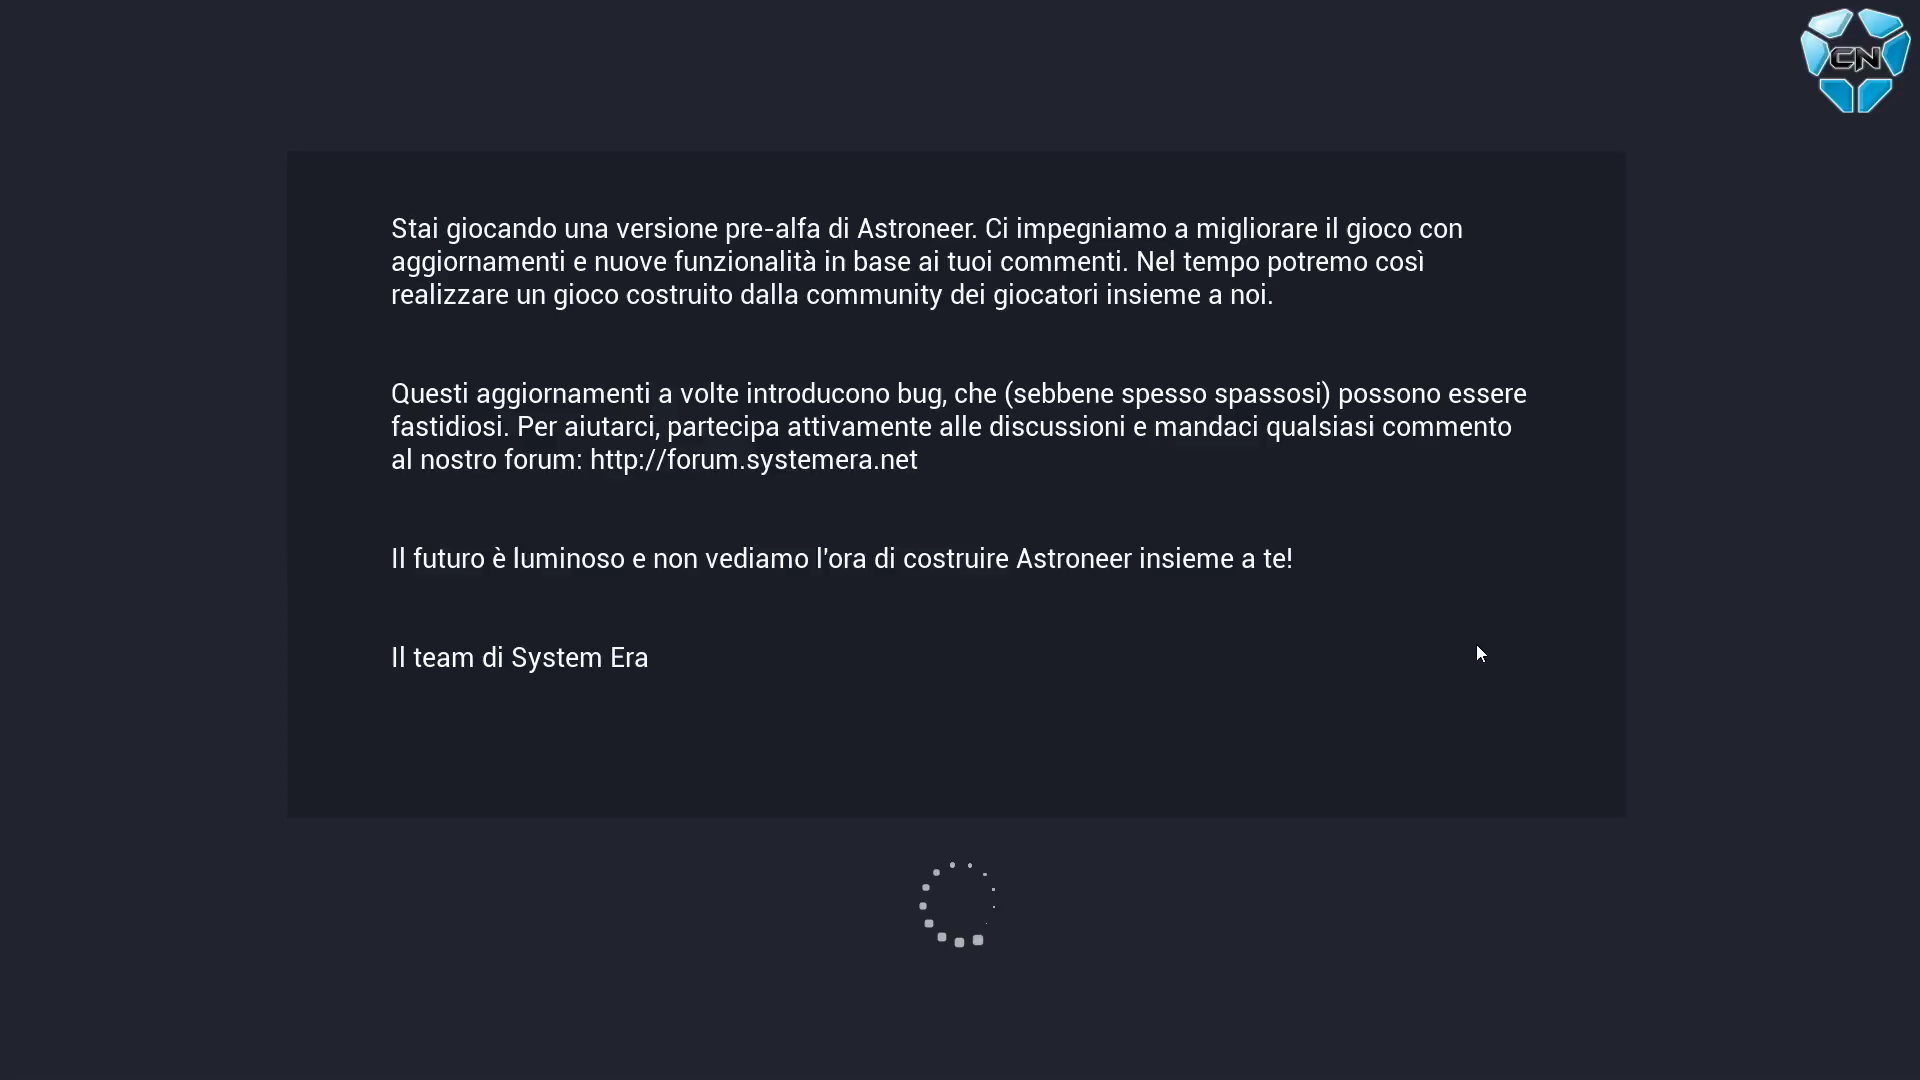 CN
Stai giocando una versione pre-alfa di Astroneer. Ci impegniamo a migliorare il gioco con
aggiornamenti e nuove funzionalità in base ai tuoi commenti. Nel tempo potremo così
realizzare un gioco costruito dalla community dei giocatori insieme a noi.
Questi aggiornamenti a volte introducono bug, che (sebbene spesso spassosi) possono essere
fastidiosi. Per aiutarci, partecipa attivamente alle discussioni e mandaci qualsiasi commento
al nostro forum: http://forum.systemera.net
Il futuro è luminoso e non vediamo l'ora di costruire Astroneer insieme a te!
Il team di System Era